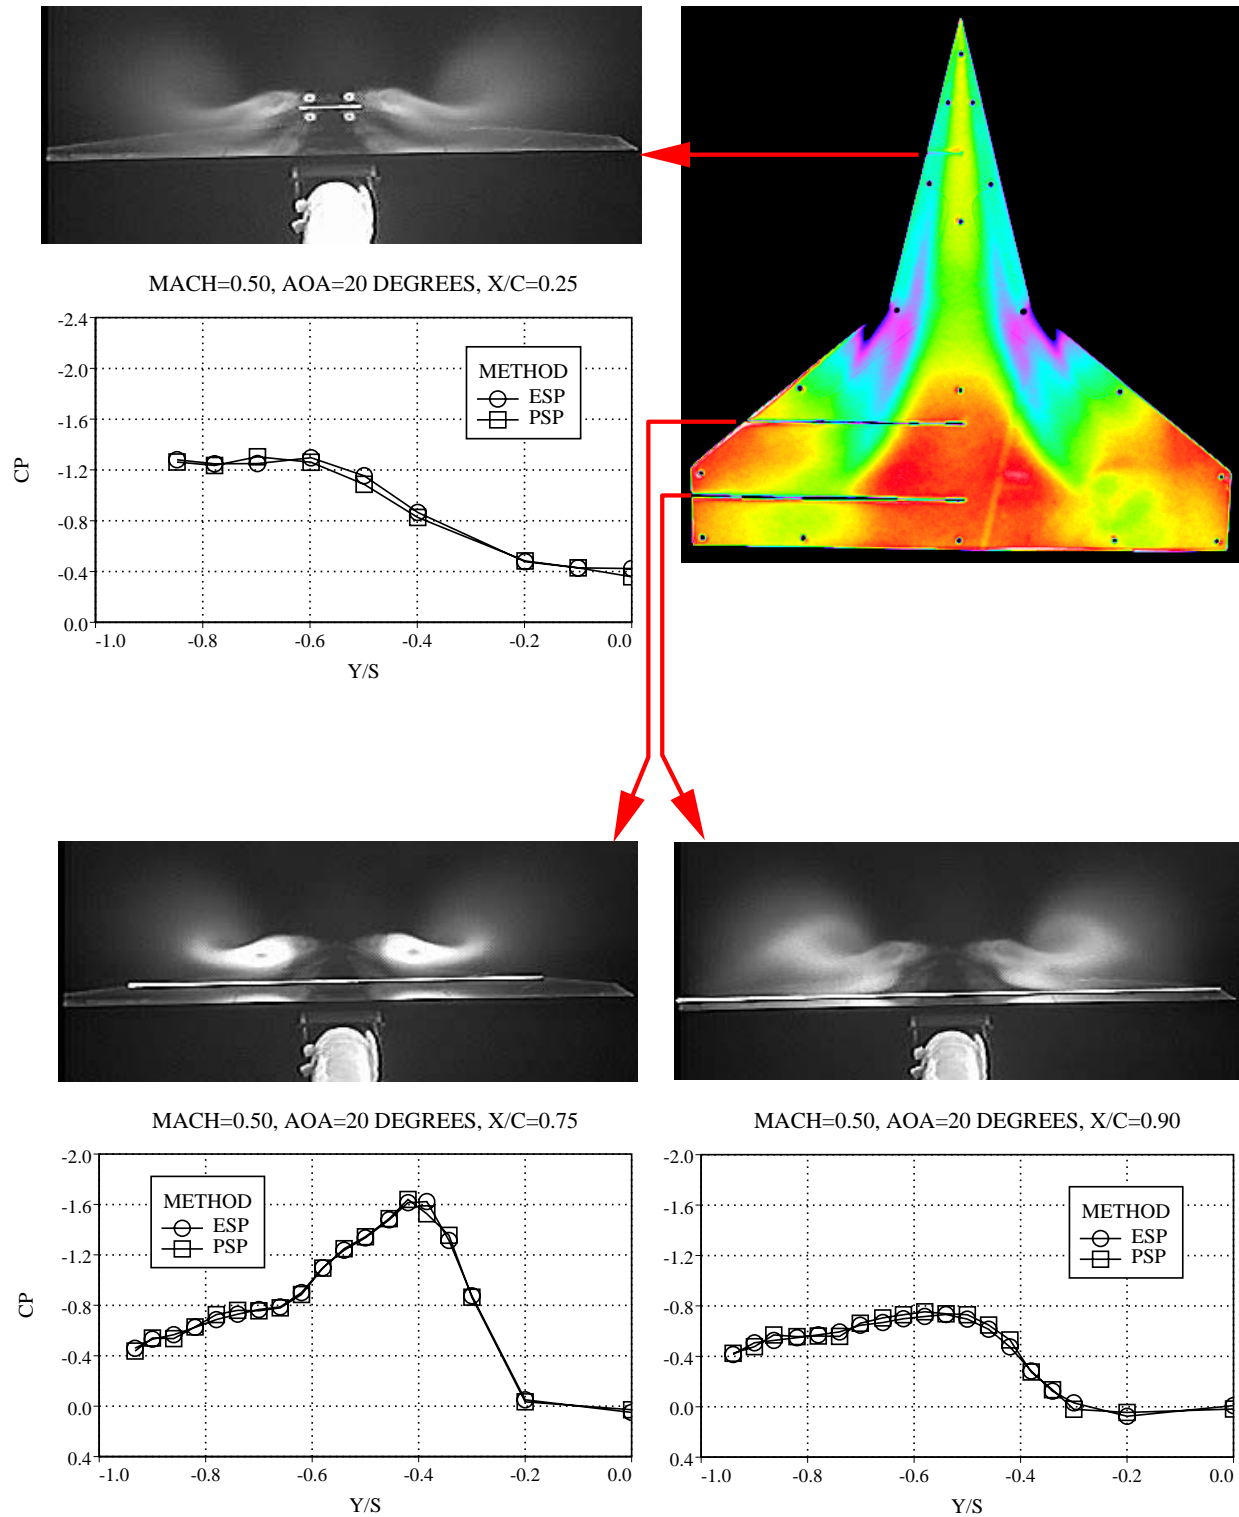 MACH=0.50, AOA=20 DEGREES, X/C=0.25
-2.4
-2.0
-1.6
-1.2
-0.8
-0.4
0.0
CP
METHOD
ESP
PSP
-1.0 -0.8 -0.6 -0.4 -0.2 0.0
Y/S
MACH=0.50, AOA=20 DEGREES, X/C=0.75
-2.0
-1.6
-1.2
-0.8
-0.4
0.0
0.4
CP
METHOD
ESP
PSP
-1.0 -0.8 -0.6 -0.4 -0.2 0.0
Y/S
MACH=0.50, AOA=20 DEGREES, X/C=0.90
-2.0
-1.6
-1.2
-0.8
-0.4
0.0
0.4
METHOD
ESP
PSP
-1.0 -0.8 -0.6 -0.4 -0.2 0.0
Y/S